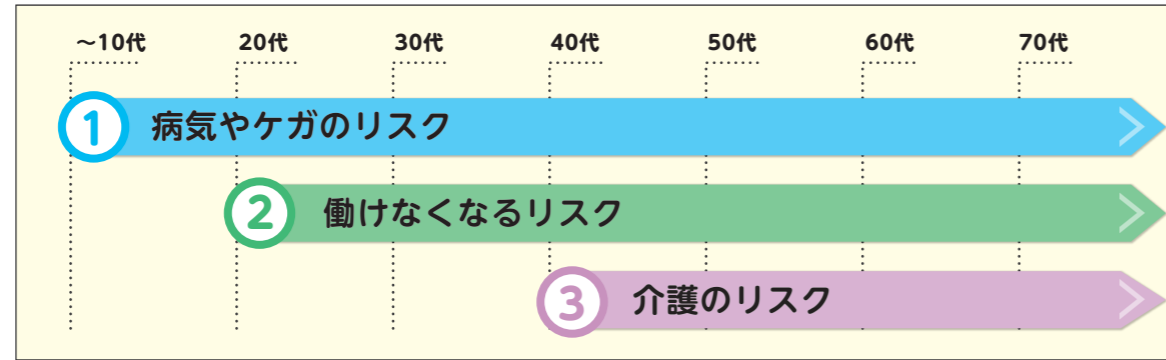 ～10代 20代 30代 40代 50代 60代 70代
1 病気やケガのリスク
2 働けなくなるリスク
3 介護のリスク